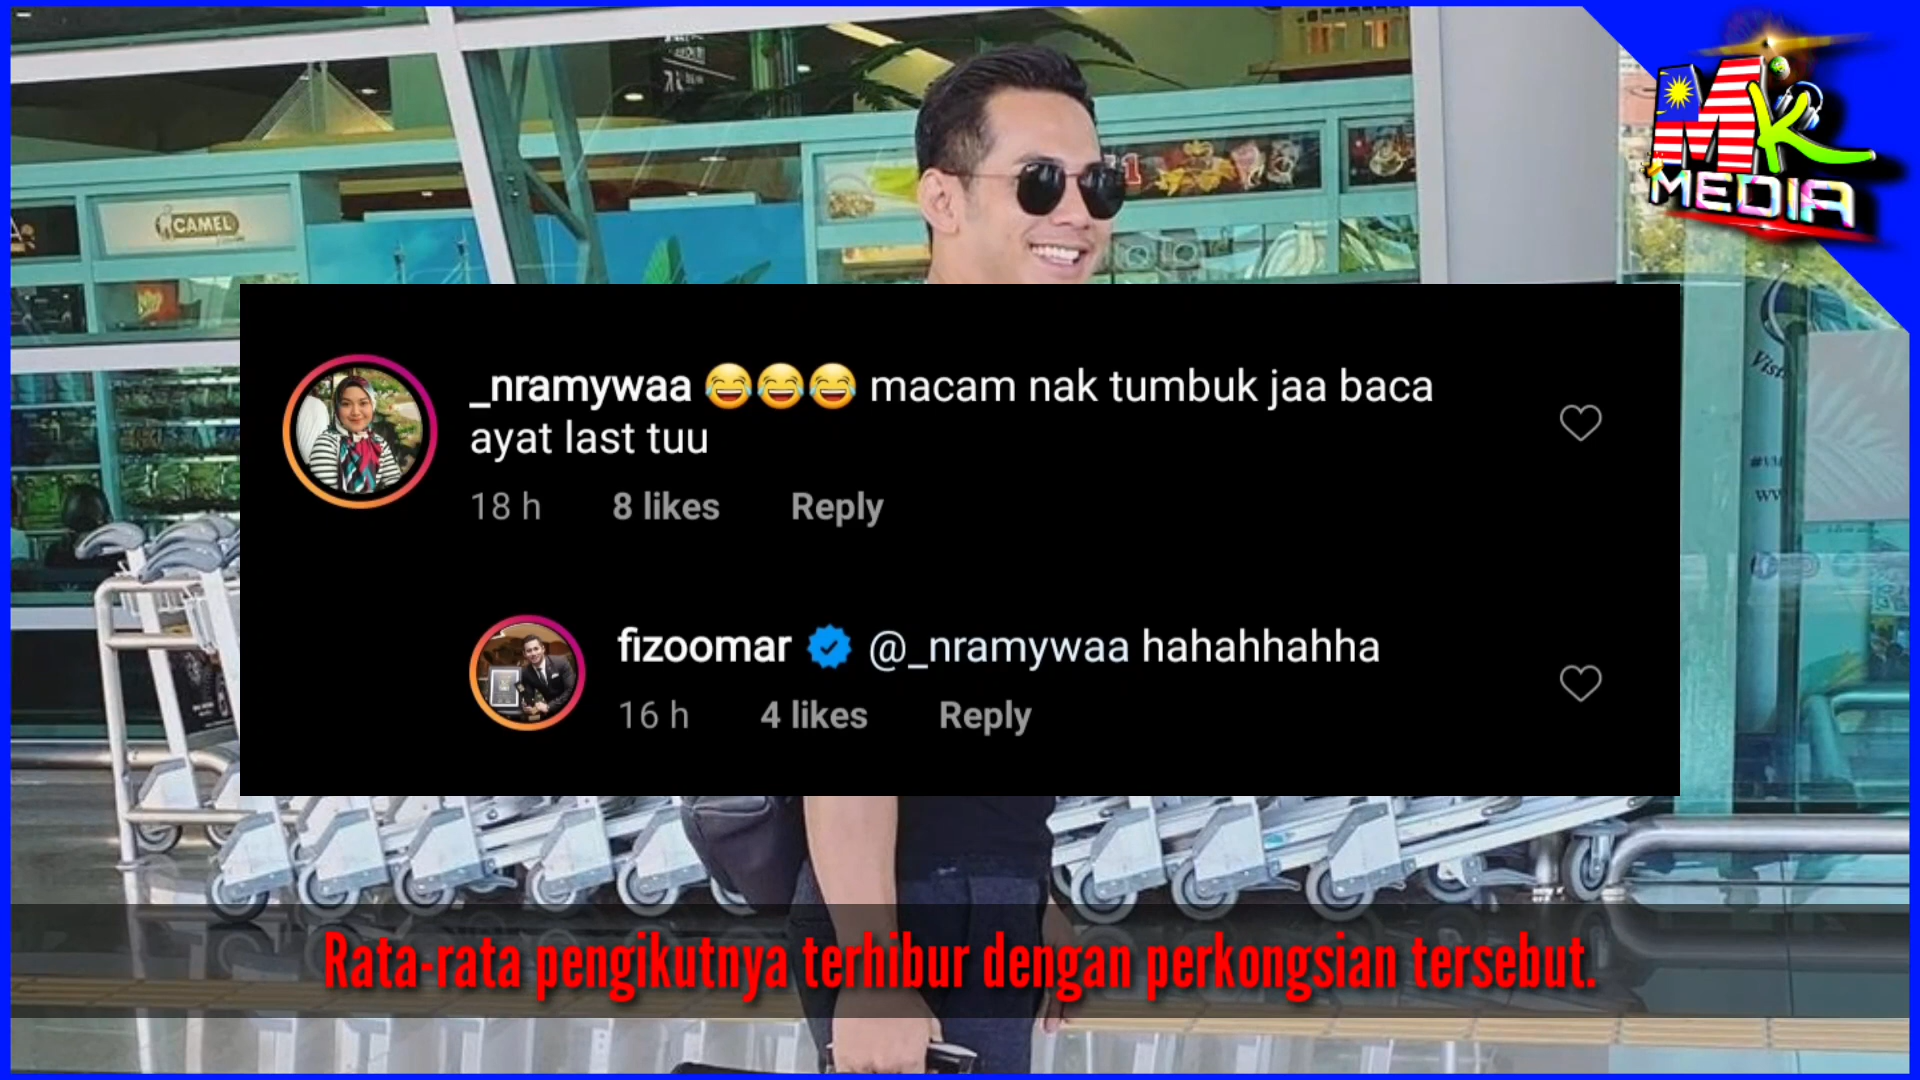 CAMEL
MK
MEDIA
_nramywaa 😂😂😂 macam nak tumbuk jaa baca
ayat last tuu
18 h 8 likes Reply
fizoomar @_nramywaa hahahhahha
16 h 4 likes Reply
Rata-rata pengikutnya terhibur dengan perkongsian tersebut.